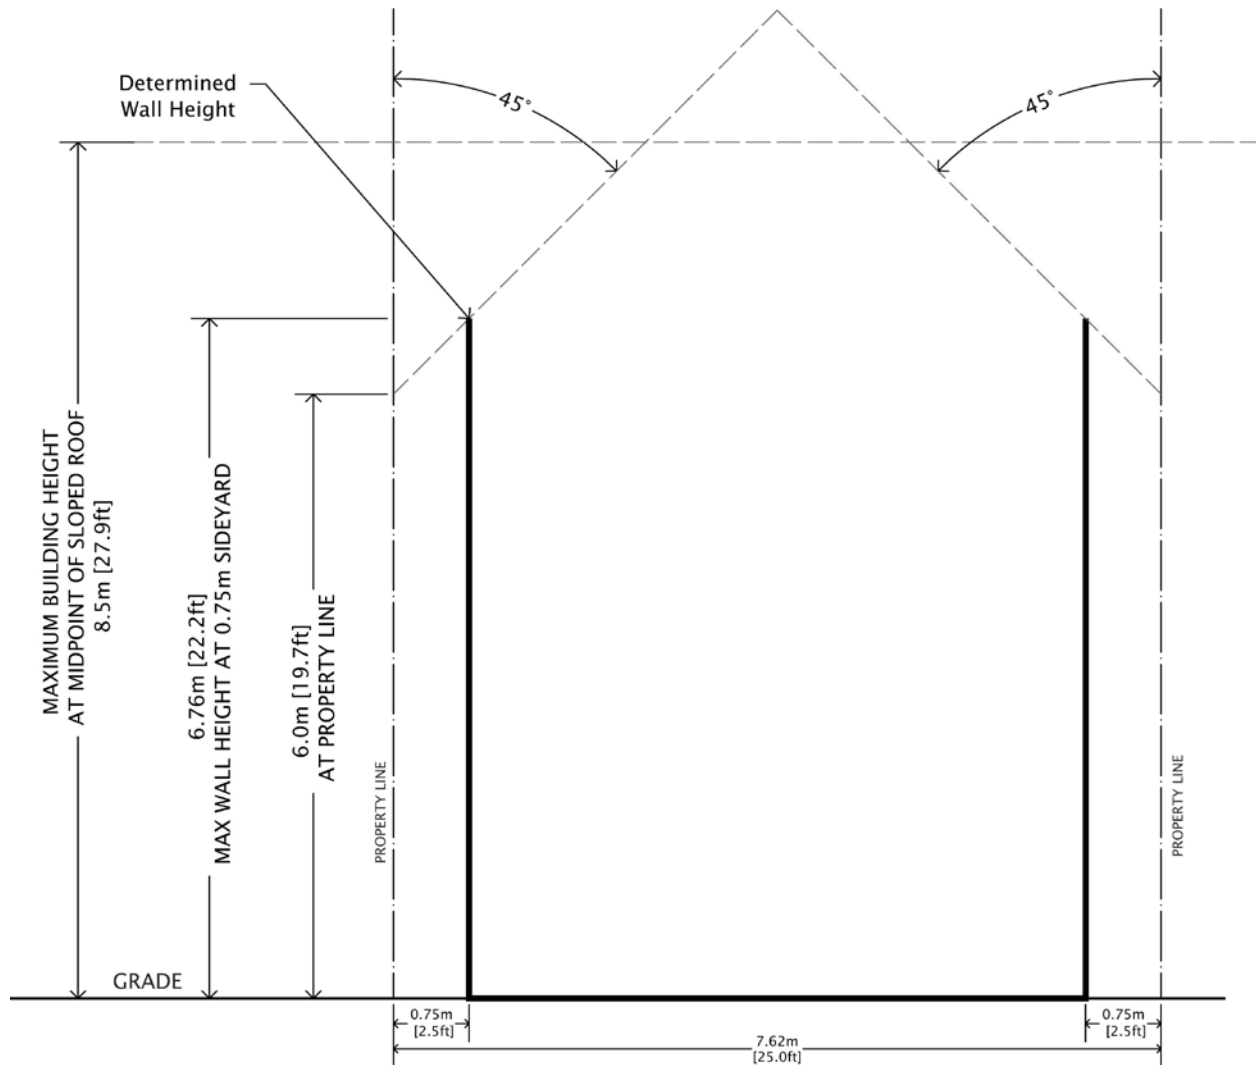 Determined
Wall Height
45°
45°
MAXIMUM BUILDING HEIGHT
AT MIDPOINT OF SLOPED ROOF
8.5m [27.9ft]
6.76m [22.2ft]
MAX WALL HEIGHT AT 0.75m SIDEYARD
6.0m [19.7ft]
AT PROPERTY LINE
PROPERTY LINE
PROPERTY LINE
GRADE
0.75m
[2.5ft]
0.75m
[2.5ft]
7.62m
[25.0ft]